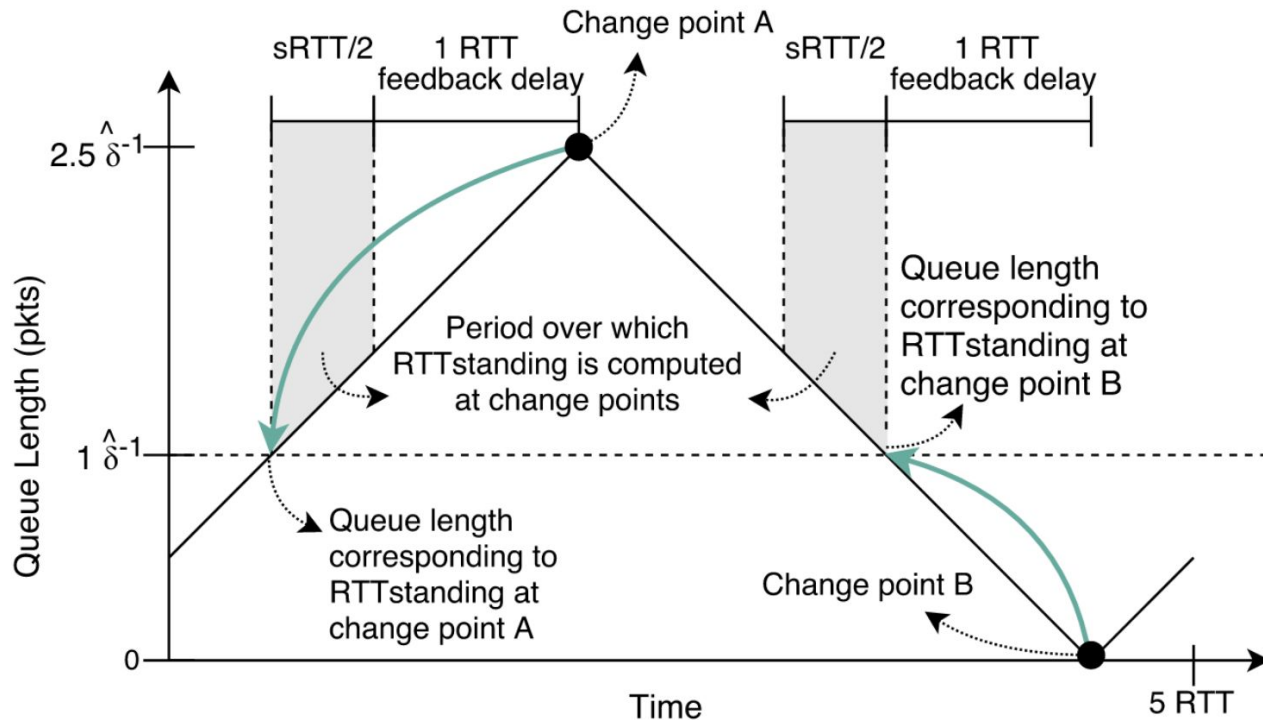 Change point A
sRTT/2
1 RTT
feedback delay
sRTT/2
1 RTT
feedback delay
2.5 δ̂⁻¹
Queue length
corresponding to
RTTstanding at
change point B
Period over which
RTTstanding is computed
at change points
Queue Length (pkts)
1 δ̂⁻¹
Queue length
corresponding to
RTTstanding at
change point A
Change point B
0
Time
5 RTT